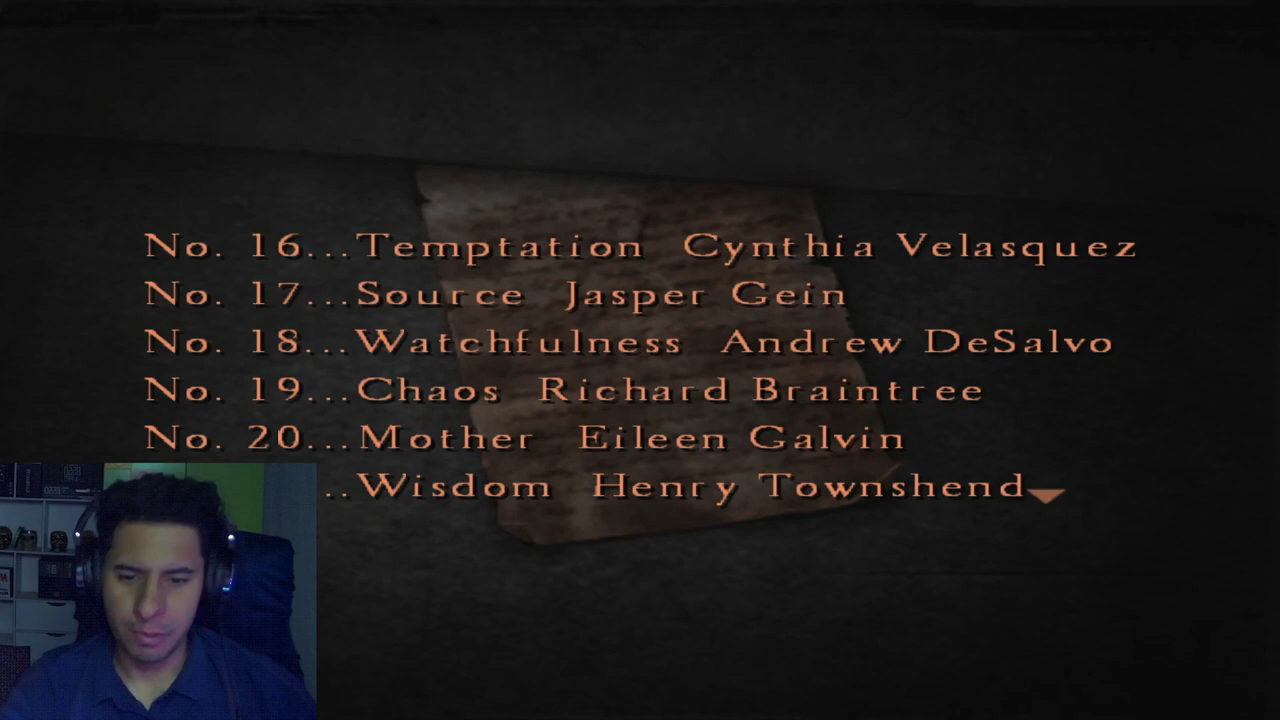 No. 16...Temptation Cynthia Velasquez
No. 17...Source Jasper Gein
No. 18...Watchfulness Andrew DeSalvo
No. 19...Chaos Richard Braintree
No. 20...Mother Eileen Galvin
..Wisdom Henry Townshend